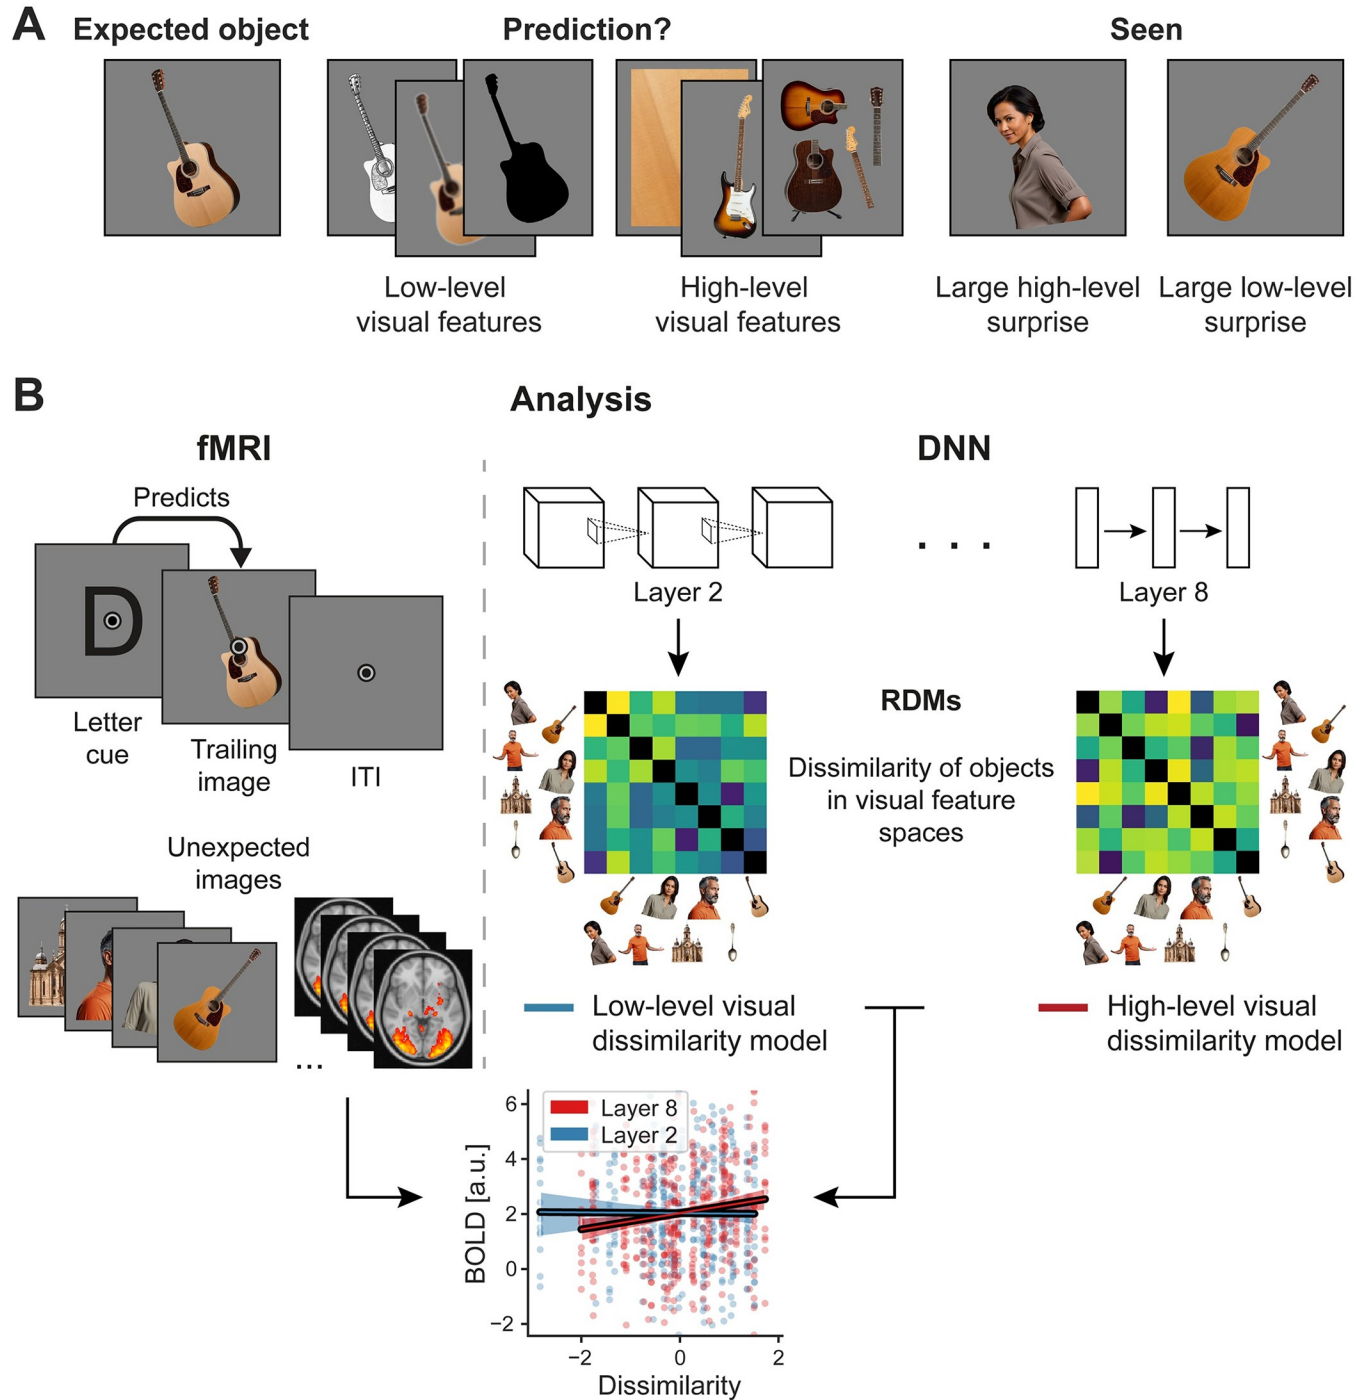 A
Expected object
Prediction?
Seen
Low-level
visual features
High-level
visual features
Large high-level
surprise
Large low-level
surprise
B
Analysis
fMRI
DNN
Predicts
D
Letter
cue
Trailing
image
ITI
Layer 2
. . .
Layer 8
RDMs
Dissimilarity of objects
in visual feature
spaces
Unexpected
images
...
Low-level visual
dissimilarity model
High-level visual
dissimilarity model
Layer 8
Layer 2
BOLD [a.u.]
6
4
2
0
−2
−2
0
2
Dissimilarity